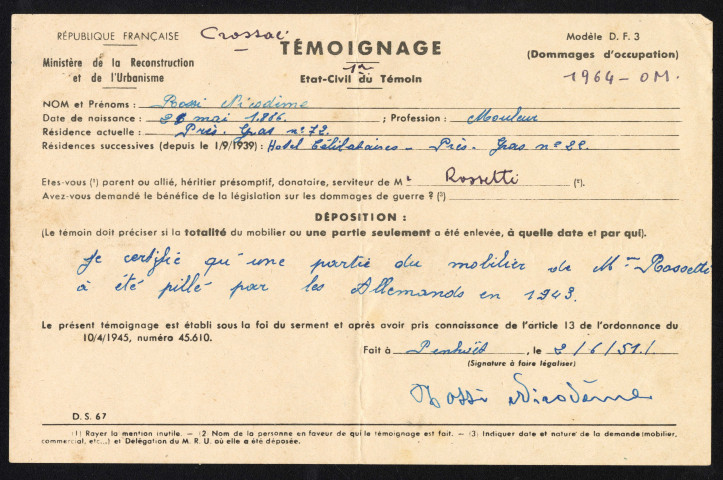 RÉPUBLIQUE FRANÇAISE
Crossac
Modèle D. F. 3
TÉMOIGNAGE
(Dommages d'occupation)
Ministère de la Reconstruction
et de l'Urbanisme
Etat-Civil du Témoin
1964 - OM.
NOM et Prénoms : Rossi Nicodème
Date de naissance : mai ; Profession : Mouleur
Résidence actuelle : Près. Gras n° 72.
Résidences successives (depuis le 1/9/1939) : Hotel Célibataires - Près. Gras n° 22.
Etes-vous (1) parent ou allié, héritier présomptif, donataire, serviteur de M Rossetti (2).
Avez-vous demandé le bénéfice de la législation sur les dommages de guerre ? (3)
DÉPOSITION :
(Le témoin doit préciser si la totalité du mobilier ou une partie seulement a été enlevée, à quelle date et par qui).
Je certifie qu'une partie du mobilier de Mme Rossetti
à été pillé par les Allemands en 1943.
Le présent témoignage est établi sous la foi du serment et après avoir pris connaissance de l'article 13 de l'ordonnance du
10/4/1945, numéro 45.610.
Fait à Penhoët, le 2/6/51.
(Signature à faire légaliser)
Rossi Nicodème
D. S. 67
(1) Rayer la mention inutile. — (2) Nom de la personne en faveur de qui le témoignage est fait. — (3) Indiquer date et nature de la demande (mobilier,
commercial, etc...) et Délégation du M. R. U. où elle a été déposée.